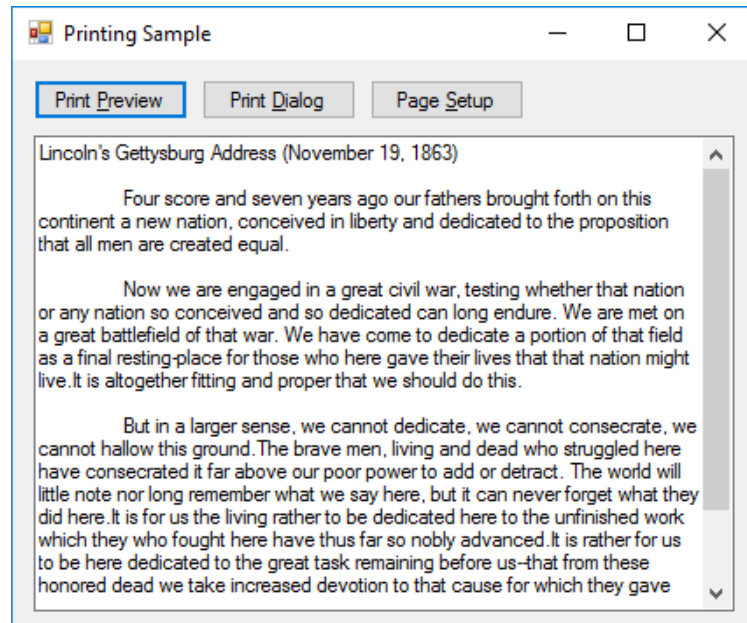 Printing Sample
Print Preview Print Dialog Page Setup
Lincoln's Gettysburg Address (November 19, 1863)
Four score and seven years ago our fathers brought forth on this
continent a new nation, conceived in liberty and dedicated to the proposition
that all men are created equal.
Now we are engaged in a great civil war, testing whether that nation
or any nation so conceived and so dedicated can long endure. We are met on
a great battlefield of that war. We have come to dedicate a portion of that field
as a final resting-place for those who here gave their lives that that nation might
live.It is altogether fitting and proper that we should do this.
But in a larger sense, we cannot dedicate, we cannot consecrate, we
cannot hallow this ground.The brave men, living and dead who struggled here
have consecrated it far above our poor power to add or detract. The world will
little note nor long remember what we say here, but it can never forget what they
did here.It is for us the living rather to be dedicated here to the unfinished work
which they who fought here have thus far so nobly advanced.It is rather for us
to be here dedicated to the great task remaining before us--that from these
honored dead we take increased devotion to that cause for which they gave